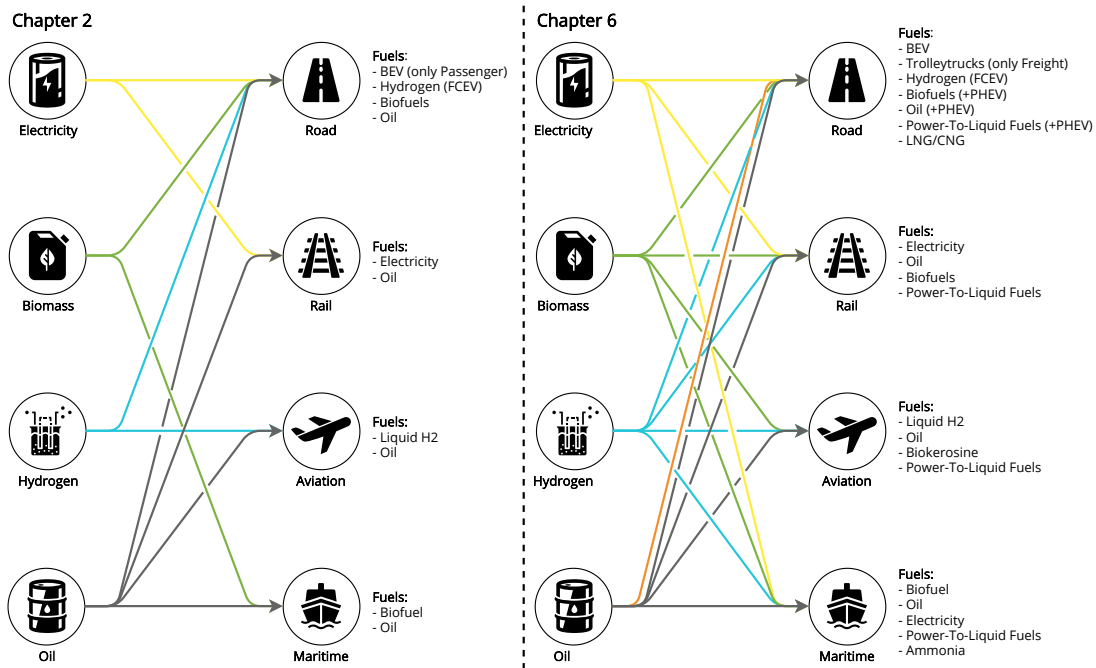 Chapter 2
Electricity
Biomass
Hydrogen
Oil
Road
Fuels:
- BEV (only Passenger)
- Hydrogen (FCEV)
- Biofuels
- Oil
Rail
Fuels:
- Electricity
- Oil
Aviation
Fuels:
- Liquid H2
- Oil
Maritime
Fuels:
- Biofuel
- Oil
Chapter 6
Electricity
Biomass
Hydrogen
Oil
Road
Fuels:
- BEV
- Trolleytrucks (only Freight)
- Hydrogen (FCEV)
- Biofuels (+PHEV)
- Oil (+PHEV)
- Power-To-Liquid Fuels (+PHEV)
- LNG/CNG
Rail
Fuels:
- Electricity
- Oil
- Biofuels
- Power-To-Liquid Fuels
Aviation
Fuels:
- Liquid H2
- Oil
- Biokerosine
- Power-To-Liquid Fuels
Maritime
Fuels:
- Biofuel
- Oil
- Electricity
- Power-To-Liquid Fuels
- Ammonia